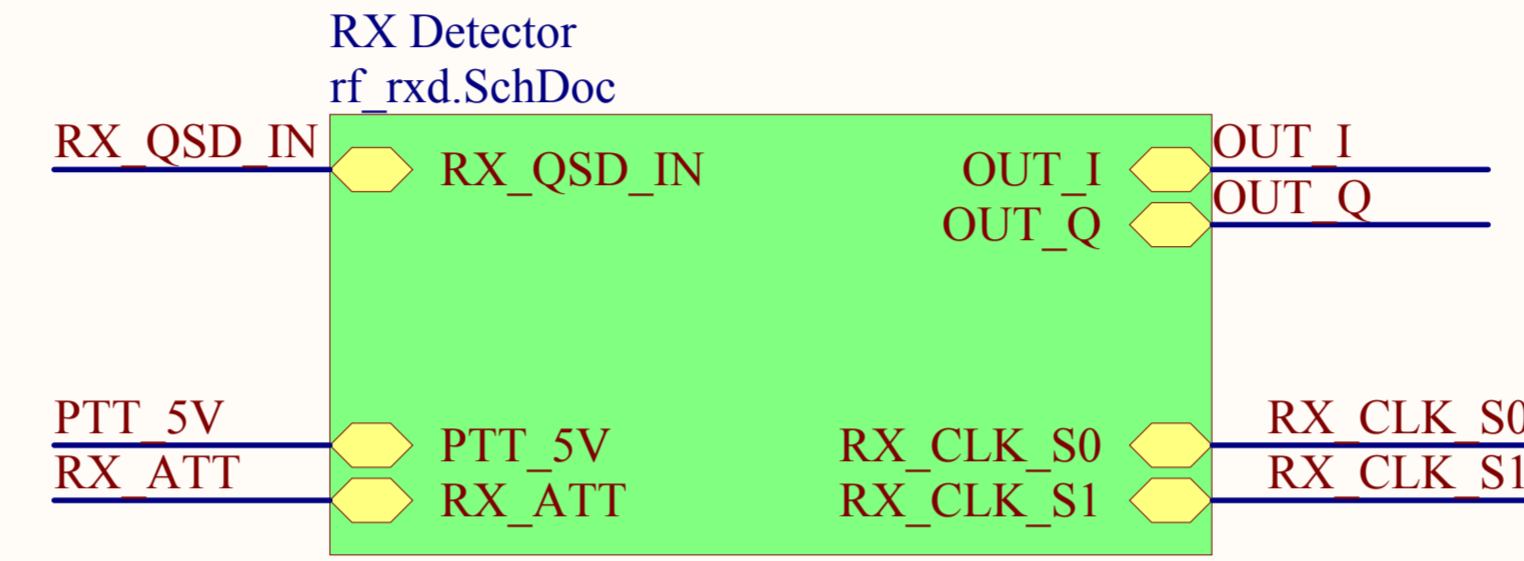 RX Detector
rf_rxd.SchDoc
RX_QSD_IN
RX_QSD_IN
OUT_I
OUT_I
OUT_Q
OUT_Q
PTT_5V
PTT_5V
RX_CLK_S0
RX_CLK_S0
RX_ATT
RX_ATT
RX_CLK_S1
RX_CLK_S1